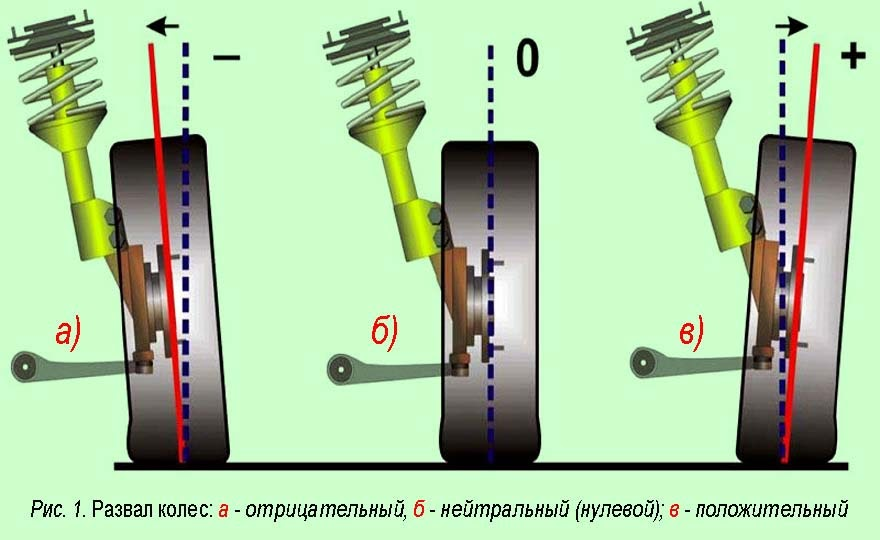 –
0
+
а)
б)
в)
Рис. 1. Развал колес: а - отрицательный, б - нейтральный (нулевой); в - положительный